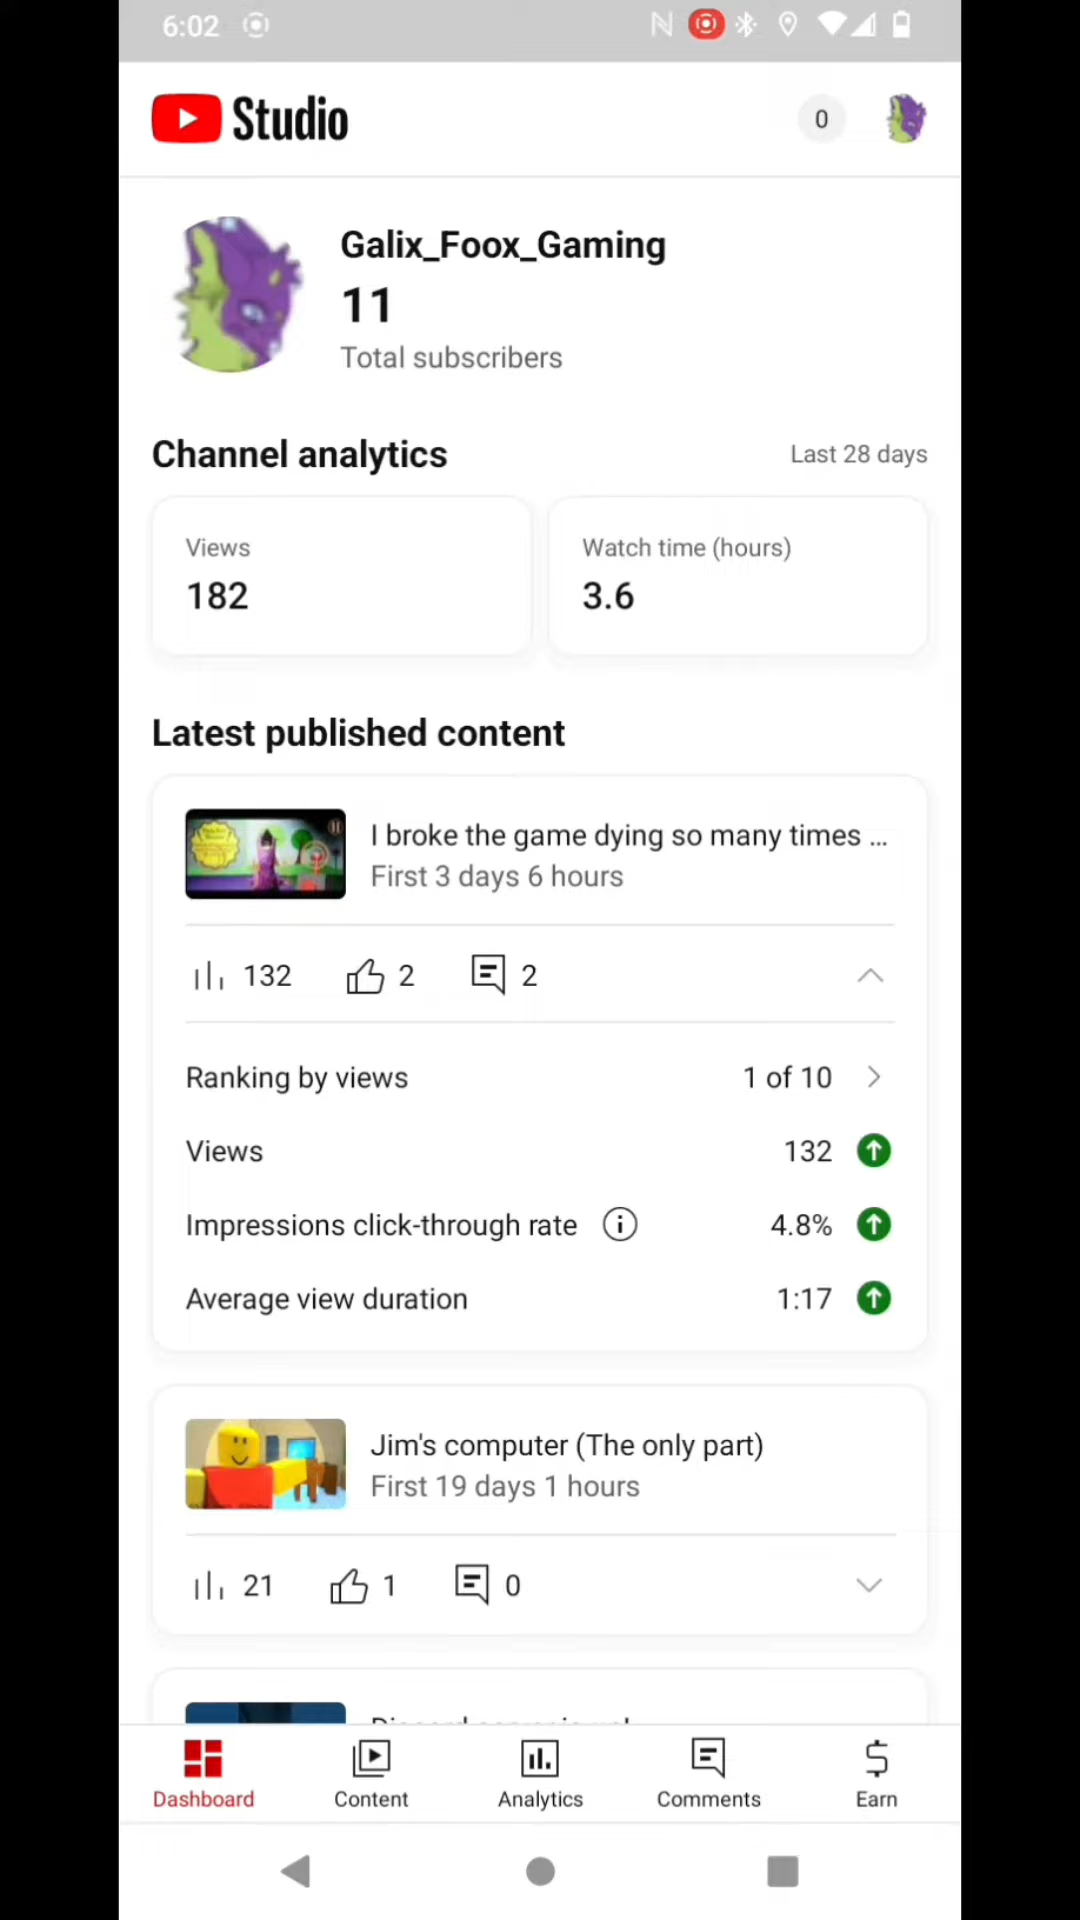 6:02
Studio
0
Galix_Foox_Gaming
11
Total subscribers
Channel analytics
Last 28 days
Views
Watch time (hours)
182
3.6
Latest published content
I broke the game dying so many times ...
First 3 days 6 hours
132
2
2
Ranking by views
1 of 10
Views
132
Impressions click-through rate
4.8%
Average view duration
1:17
Jim's computer (The only part)
First 19 days 1 hours
21
1
0
Dashboard
Content
Analytics
Comments
Earn